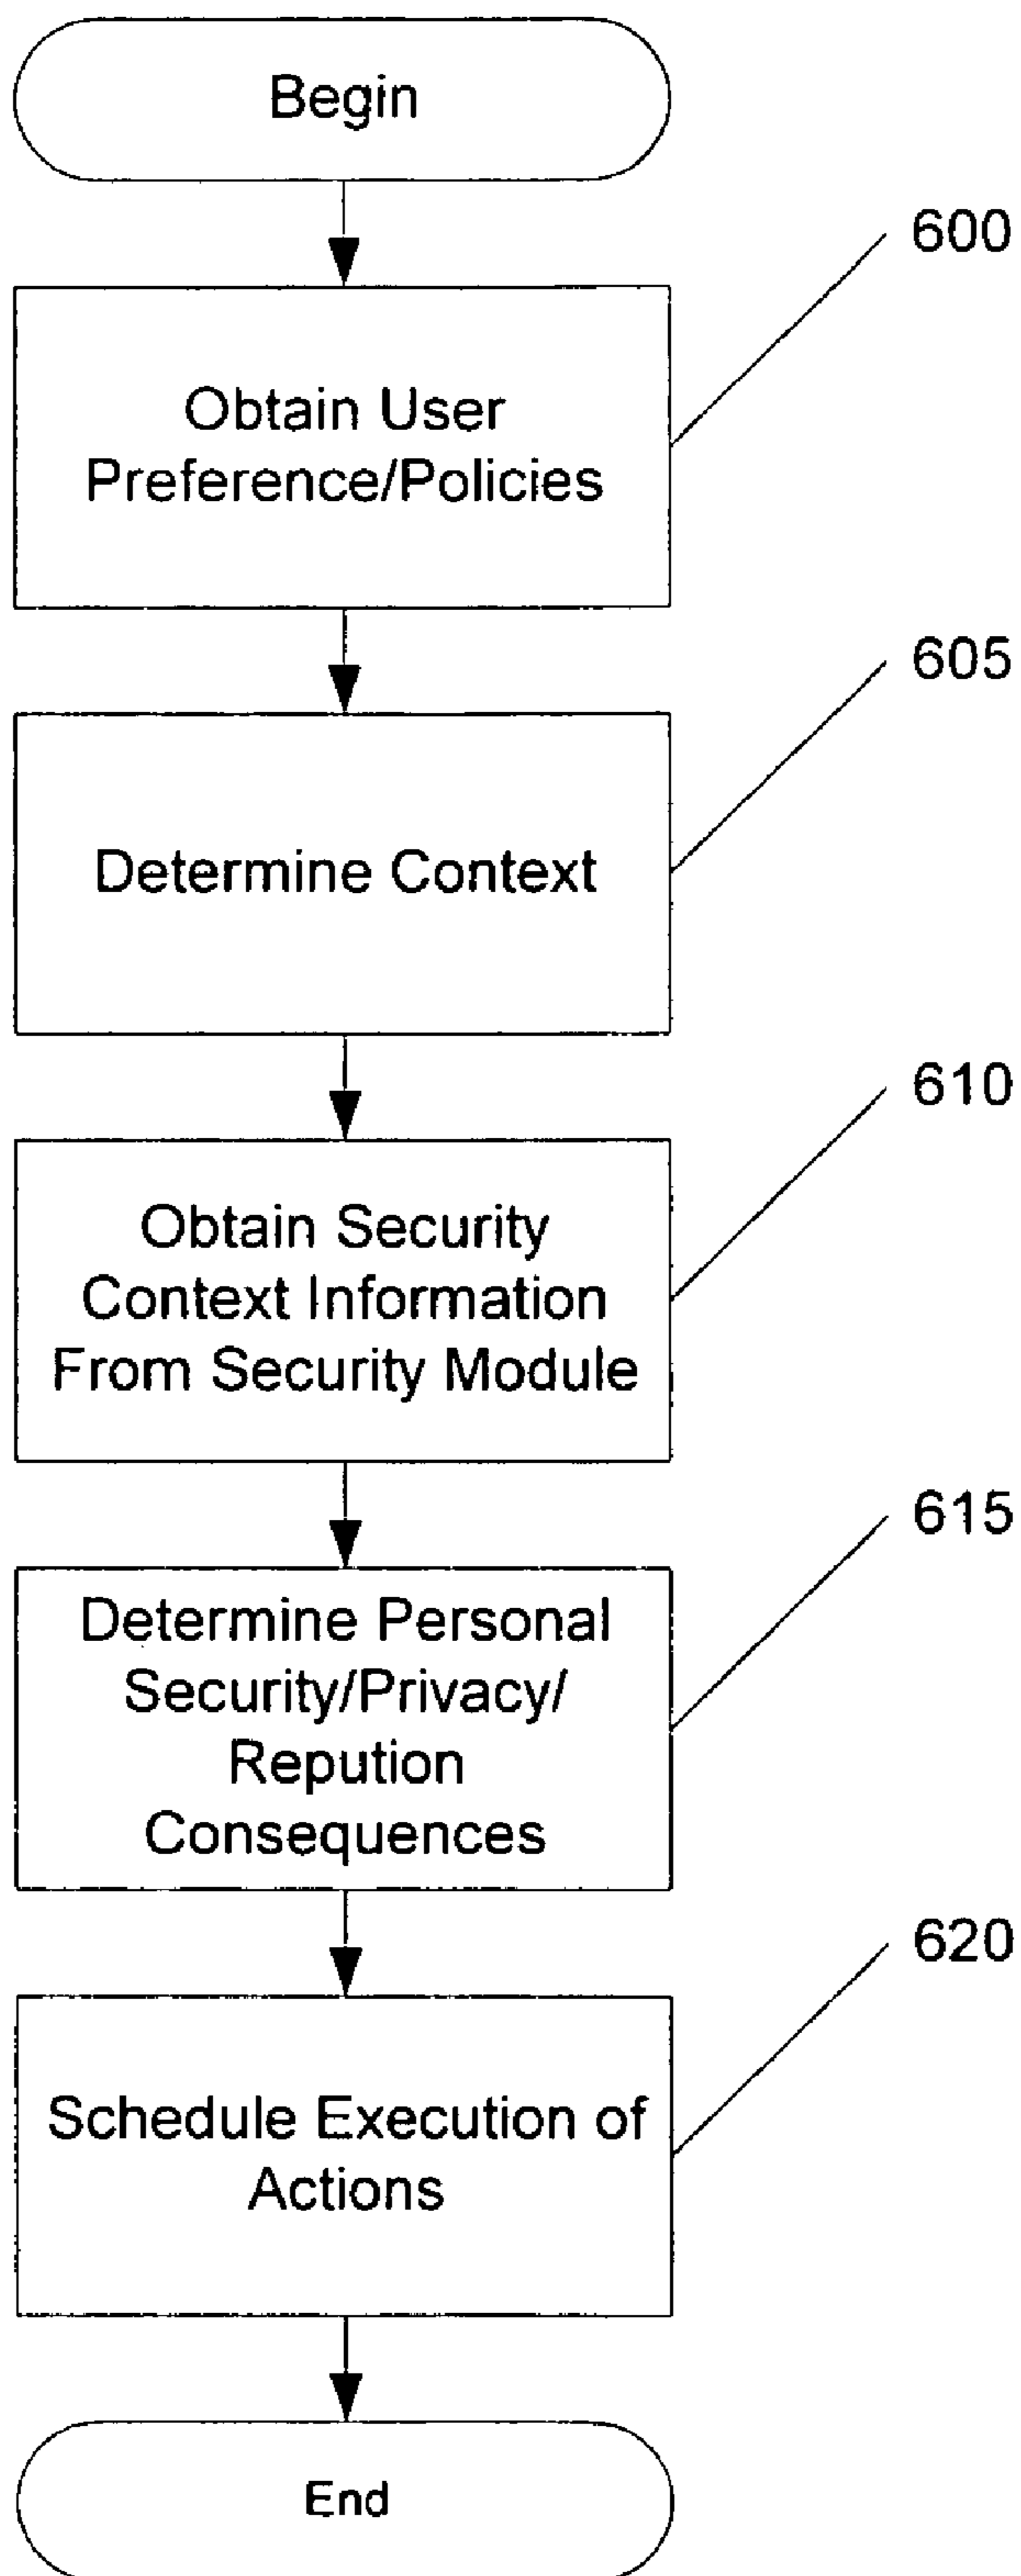 Begin
600
Obtain User
Preference/Policies
605
Determine Context
610
Obtain Security
Context Information
From Security Module
615
Determine Personal
Security/Privacy/
Repution
Consequences
620
Schedule Execution of
Actions
End